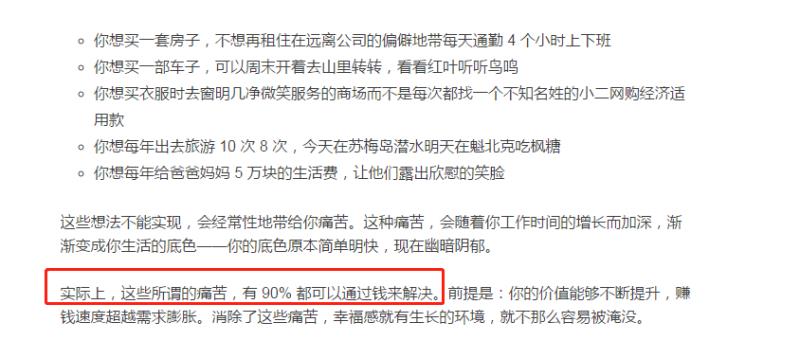 你想买一套房子，不想再租住在远离公司的偏僻地带每天通勤 4 个小时上下班
你想买一部车子，可以周末开着去山里转转，看看红叶听听鸟鸣
你想买衣服时去窗明几净微笑服务的商场而不是每次都找一个不知名姓的小二网购经济适
用款
你想每年出去旅游 10 次 8 次，今天在苏梅岛潜水明天在魁北克吃枫糖
你想每年给爸爸妈妈 5 万块的生活费，让他们露出欣慰的笑脸
这些想法不能实现，会经常性地带给你痛苦。这种痛苦，会随着你工作时间的增长而加深，渐
渐变成你生活的底色——你的底色原本简单明快，现在幽暗阴郁。
实际上，这些所谓的痛苦，有 90% 都可以通过钱来解决。前提是：你的价值能够不断提升，赚
钱速度超越需求膨胀。消除了这些痛苦，幸福感就有生长的环境，就不那么容易被淹没。